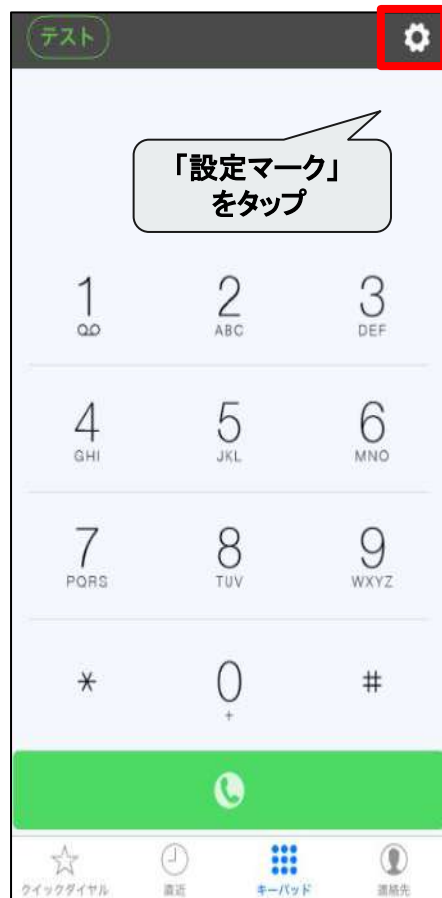 テスト
「設定マーク」
をタップ
1 2 3
ABC DEF
4 5 6
GHI JKL MNO
7 8 9
PQRS TUV WXYZ
* 0 #
+
クイックダイヤル 直近 キーパッド 連絡先